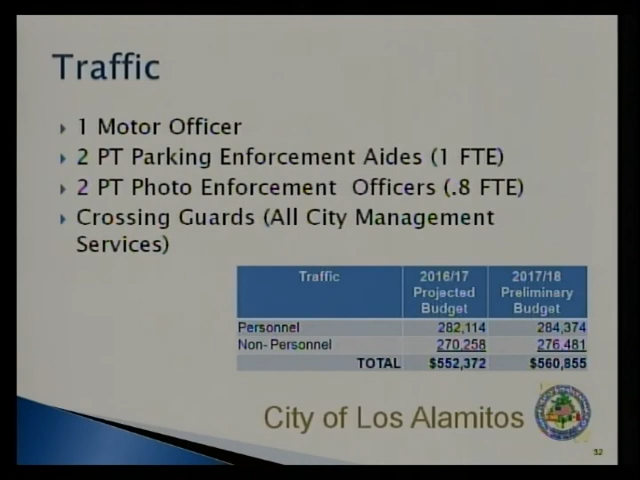 Traffic
1 Motor Officer
2 PT Parking Enforcement Aides (1 FTE)
2 PT Photo Enforcement Officers (.8 FTE)
Crossing Guards (All City Management
Services)
Traffic 2016/17 Projected Budget 2017/18 Preliminary Budget
Personnel 282,114 284,374
Non- Personnel 270,258 276,481
TOTAL $552,372 $560,855
City of Los Alamitos
32